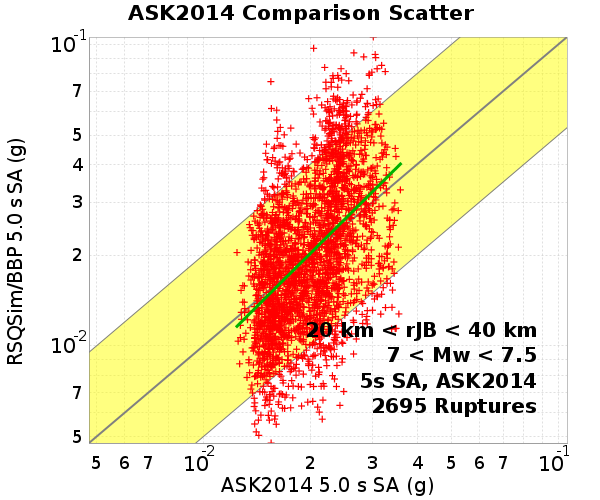 ASK2014 Comparison Scatter
RSQSim/BBP 5.0 s SA (g)
10-1
7
5
4
3
2
10-2
7
5
20 km < rJB < 40 km
7 < Mw < 7.5
5s SA, ASK2014
2695 Ruptures
5 6 7 10-2 2 3 4 5 6 7 10-1
ASK2014 5.0 s SA (g)